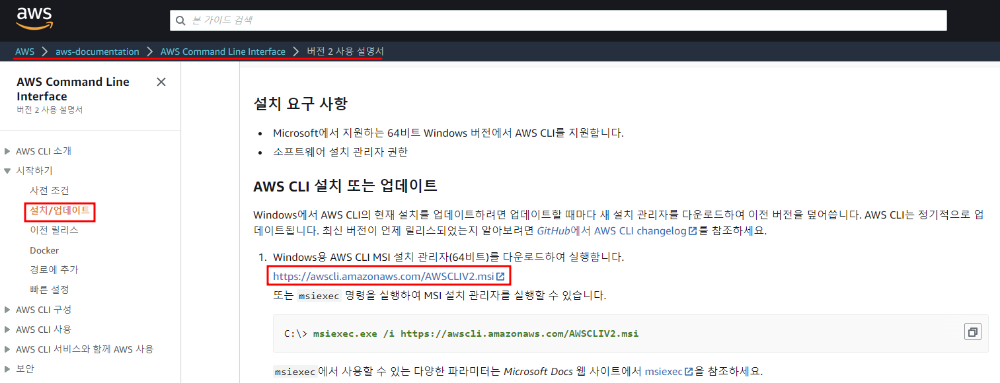 aws
본 가이드 검색
AWS > aws-documentation > AWS Command Line Interface > 버전 2 사용 설명서
AWS Command Line
Interface
버전 2 사용 설명서
AWS CLI 소개
시작하기
사전 조건
설치/업데이트
이전 릴리스
Docker
경로에 추가
빠른 설정
AWS CLI 구성
AWS CLI 사용
AWS CLI 서비스와 함께 AWS 사용
보안
설치 요구 사항
• Microsoft에서 지원하는 64비트 Windows 버전에서 AWS CLI를 지원합니다.
• 소프트웨어 설치 관리자 권한
AWS CLI 설치 또는 업데이트
Windows에서 AWS CLI의 현재 설치를 업데이트하려면 업데이트할 때마다 새 설치 관리자를 다운로드하여 이전 버전을 덮어씁니다. AWS CLI는 정기적으로 업
데이트됩니다. 최신 버전이 언제 릴리스되었는지 알아보려면 GitHub에서 AWS CLI changelog를 참조하세요.
1. Windows용 AWS CLI MSI 설치 관리자(64비트)를 다운로드하여 실행합니다.
https://awscli.amazonaws.com/AWSCLIV2.msi
또는 msiexec 명령을 실행하여 MSI 설치 관리자를 실행할 수 있습니다.
C:\> msiexec.exe /i https://awscli.amazonaws.com/AWSCLIV2.msi
msiexec에서 사용할 수 있는 다양한 파라미터는 Microsoft Docs 웹 사이트에서 msiexec을 참조하세요.